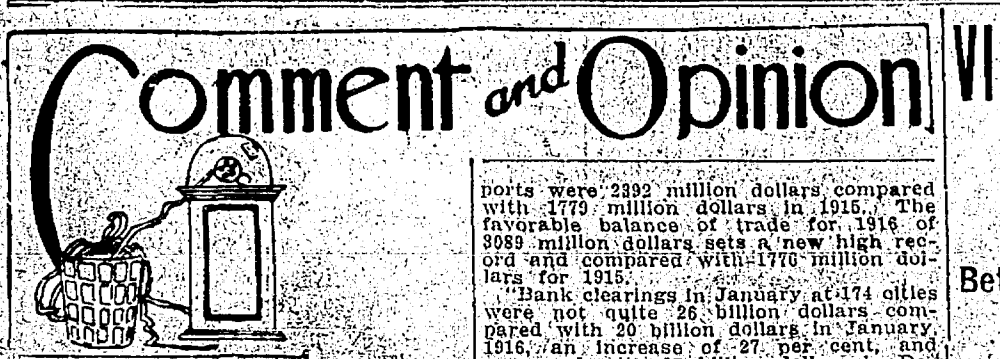 Comment and Opinion
ports were 2392 million dollars compared
with 1779 million dollars in 1915. The
favorable balance of trade for 1916 of
3089 million dollars sets a new high rec-
ord and compared with 1776 million dol-
lars for 1915.
"Bank clearings in January at 174 cities
were not quite 26 billion dollars com-
pared with 20 billion dollars in January,
1916, an increase of 27 per cent, and
VI
Bet